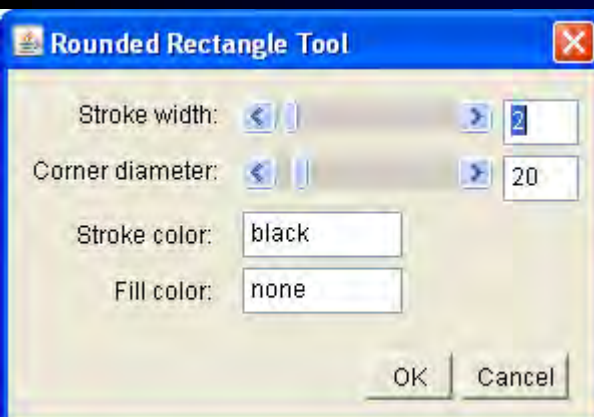 Rounded Rectangle Tool
Stroke width: 2
Corner diameter: 20
Stroke color: black
Fill color: none
OK Cancel